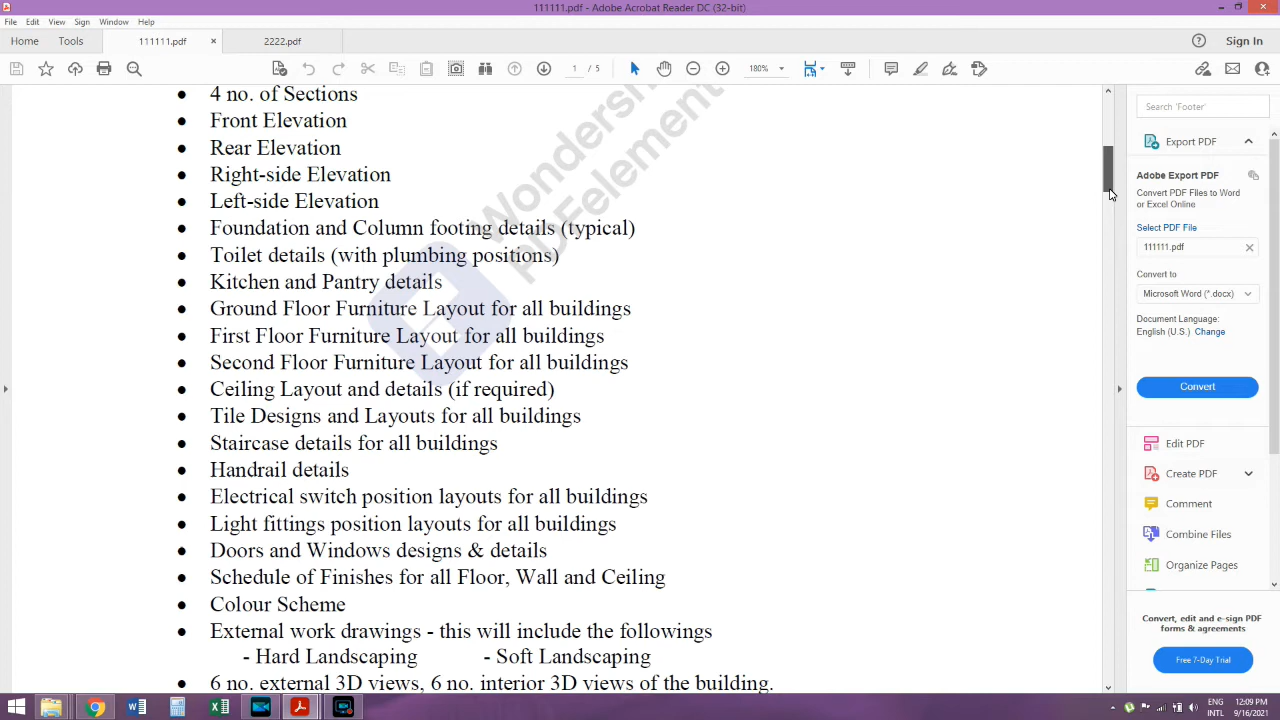 111111.pdf - Adobe Acrobat Reader DC (32-bit)
File Edit View Sign Window Help
Home Tools 111111.pdf × 2222.pdf Sign In
1 / 5 180%
4 no. of Sections
Front Elevation
Rear Elevation
Right-side Elevation
Left-side Elevation
Foundation and Column footing details (typical)
Toilet details (with plumbing positions)
Kitchen and Pantry details
Ground Floor Furniture Layout for all buildings
First Floor Furniture Layout for all buildings
Second Floor Furniture Layout for all buildings
Ceiling Layout and details (if required)
Tile Designs and Layouts for all buildings
Staircase details for all buildings
Handrail details
Electrical switch position layouts for all buildings
Light fittings position layouts for all buildings
Doors and Windows designs & details
Schedule of Finishes for all Floor, Wall and Ceiling
Colour Scheme
External work drawings - this will include the followings
- Hard Landscaping - Soft Landscaping
6 no. external 3D views, 6 no. interior 3D views of the building.
PDFelement
Search 'Footer'
Export PDF
Adobe Export PDF
Convert PDF Files to Word
or Excel Online
Select PDF File
111111.pdf
Convert to
Microsoft Word (*.docx)
Document Language:
English (U.S.) Change
Convert
Edit PDF
Create PDF
Comment
Combine Files
Organize Pages
Convert, edit and e-sign PDF
forms & agreements
Free 7-Day Trial
ENG
INTL
12:09 PM
9/16/2021